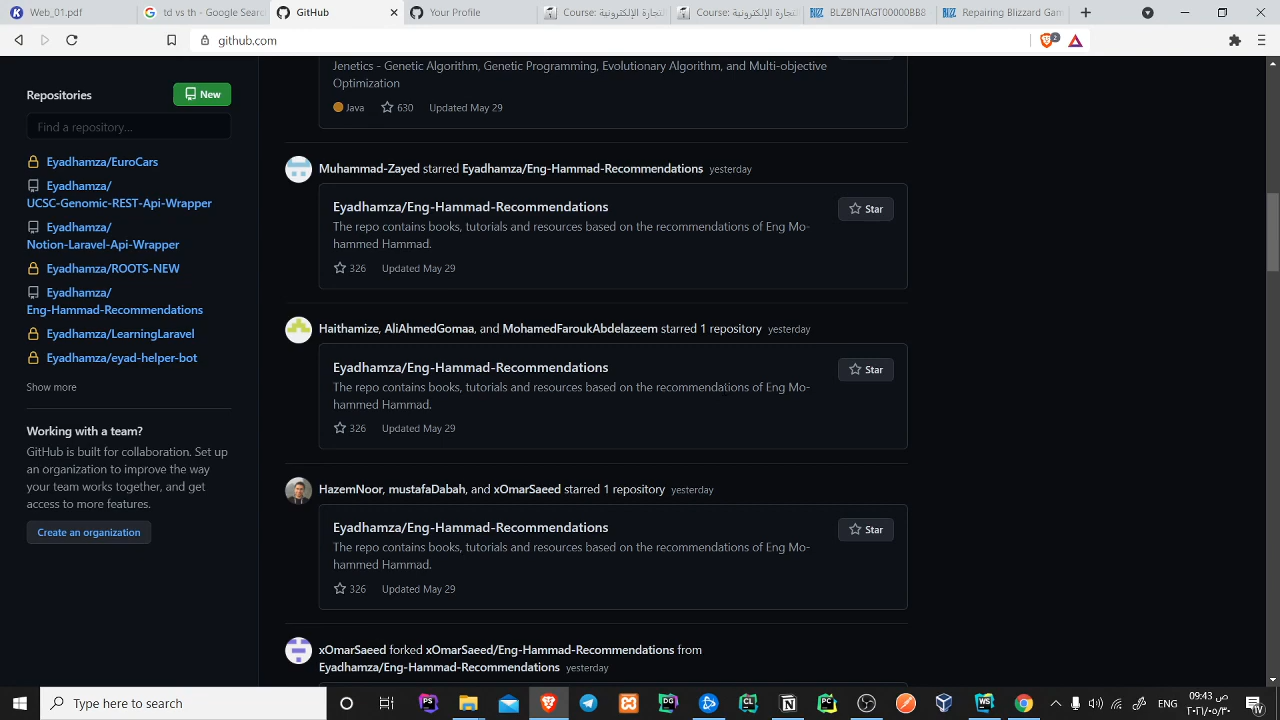 Web_01.pdf
td vs th - Google Searc
GitHub
Your Profile
Course: التجارة الإلكترونية
Course: التجارة الإلكترونية
BLZBNTAGT00000BB8
Repairing Blizzard Gam
github.com
2
Repositories
New
Find a repository…
Eyadhamza/EuroCars
Eyadhamza/
UCSC-Genomic-REST-Api-Wrapper
Eyadhamza/
Notion-Laravel-Api-Wrapper
Eyadhamza/ROOTS-NEW
Eyadhamza/
Eng-Hammad-Recommendations
Eyadhamza/LearningLaravel
Eyadhamza/eyad-helper-bot
Show more
Working with a team?
GitHub is built for collaboration. Set up
an organization to improve the way
your team works together, and get
access to more features.
Create an organization
Jenetics - Genetic Algorithm, Genetic Programming, Evolutionary Algorithm, and Multi-objective
Optimization
Java 630 Updated May 29
Muhammad-Zayed starred Eyadhamza/Eng-Hammad-Recommendations yesterday
Eyadhamza/Eng-Hammad-Recommendations
Star
The repo contains books, tutorials and resources based on the recommendations of Eng Mo-
hammed Hammad.
326 Updated May 29
Haithamize, AliAhmedGomaa, and MohamedFaroukAbdelazeem starred 1 repository yesterday
Eyadhamza/Eng-Hammad-Recommendations
Star
The repo contains books, tutorials and resources based on the recommendations of Eng Mo-
hammed Hammad.
326 Updated May 29
HazemNoor, mustafaDabah, and xOmarSaeed starred 1 repository yesterday
Eyadhamza/Eng-Hammad-Recommendations
Star
The repo contains books, tutorials and resources based on the recommendations of Eng Mo-
hammed Hammad.
326 Updated May 29
xOmarSaeed forked xOmarSaeed/Eng-Hammad-Recommendations from
Eyadhamza/Eng-Hammad-Recommendations yesterday
Type here to search
PS
DG
CL
PC
WS
ENG
09:43 ص